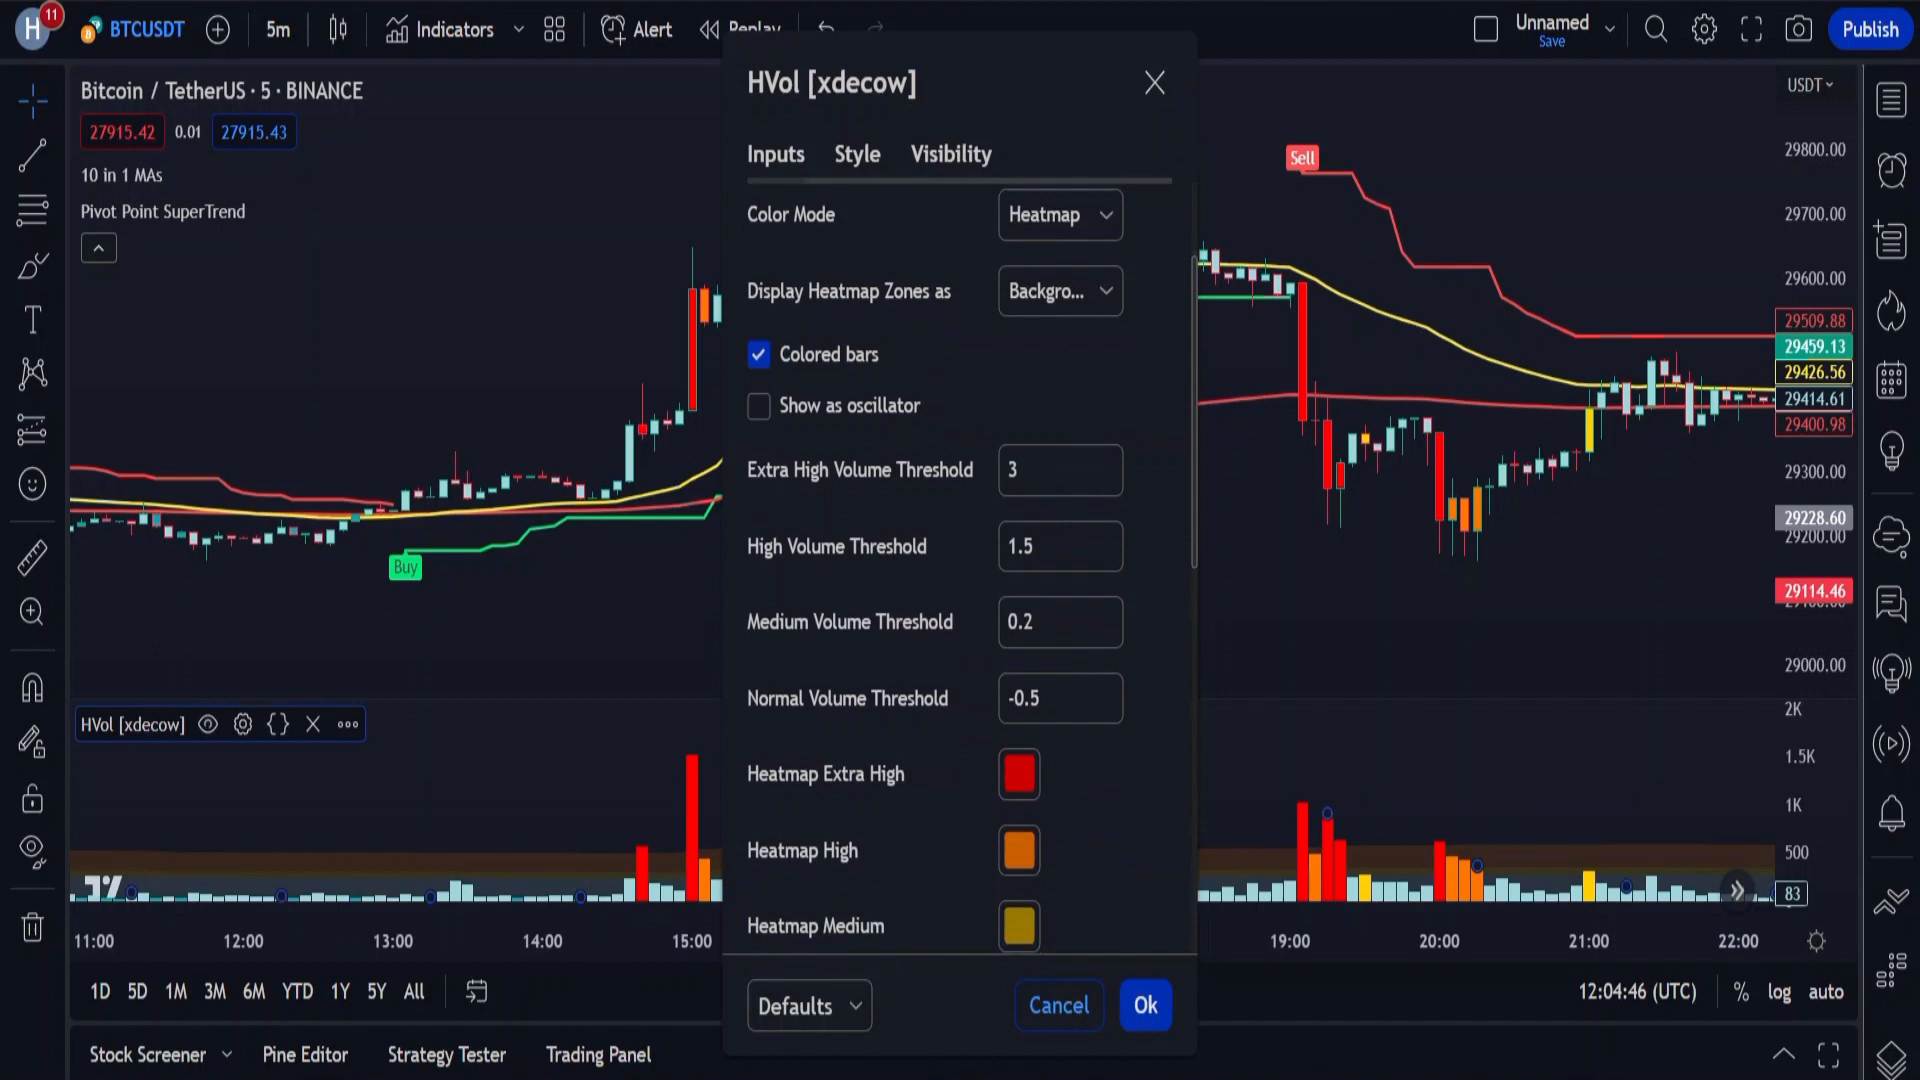 H
11
BTCUSDT
5m
Indicators
Alert
Replay
Unnamed
Save
Publish
Bitcoin / TetherUS · 5 · BINANCE
27915.42 0.01 27915.43
10 in 1 MAs
Pivot Point SuperTrend
Buy
Sell
HVol [xdecow]
Inputs Style Visibility
Color Mode Heatmap
Display Heatmap Zones as Backgro...
Colored bars
Show as oscillator
Extra High Volume Threshold 3
High Volume Threshold 1.5
Medium Volume Threshold 0.2
Normal Volume Threshold -0.5
Heatmap Extra High
Heatmap High
Heatmap Medium
Defaults Cancel Ok
USDT
29800.00
29700.00
29600.00
29509.88
29459.13
29426.56
29414.61
29400.98
29300.00
29228.60
29200.00
29114.46
29000.00
HVol [xdecow]
2K
1.5K
1K
500
83
11:00 12:00 13:00 14:00 15:00 19:00 20:00 21:00 22:00
1D 5D 1M 3M 6M YTD 1Y 5Y All
12:04:46 (UTC) % log auto
Stock Screener Pine Editor Strategy Tester Trading Panel